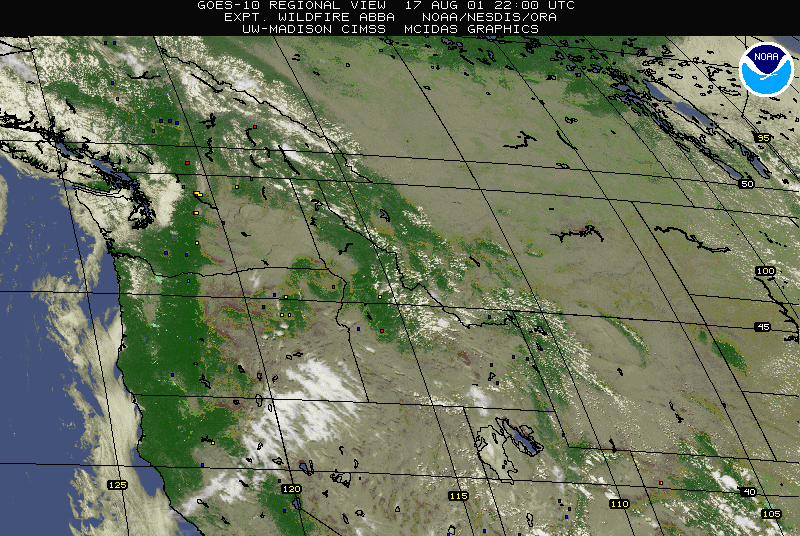 GOES-10 REGIONAL VIEW 17 AUG 01 22:00 UTC
EXPT. WILDFIRE ABBA NOAA/NESDIS/ORA
UW-MADISON CIMSS MCIDAS GRAPHICS
NOAA
95
50
100
45
125
120
115
110
40
105